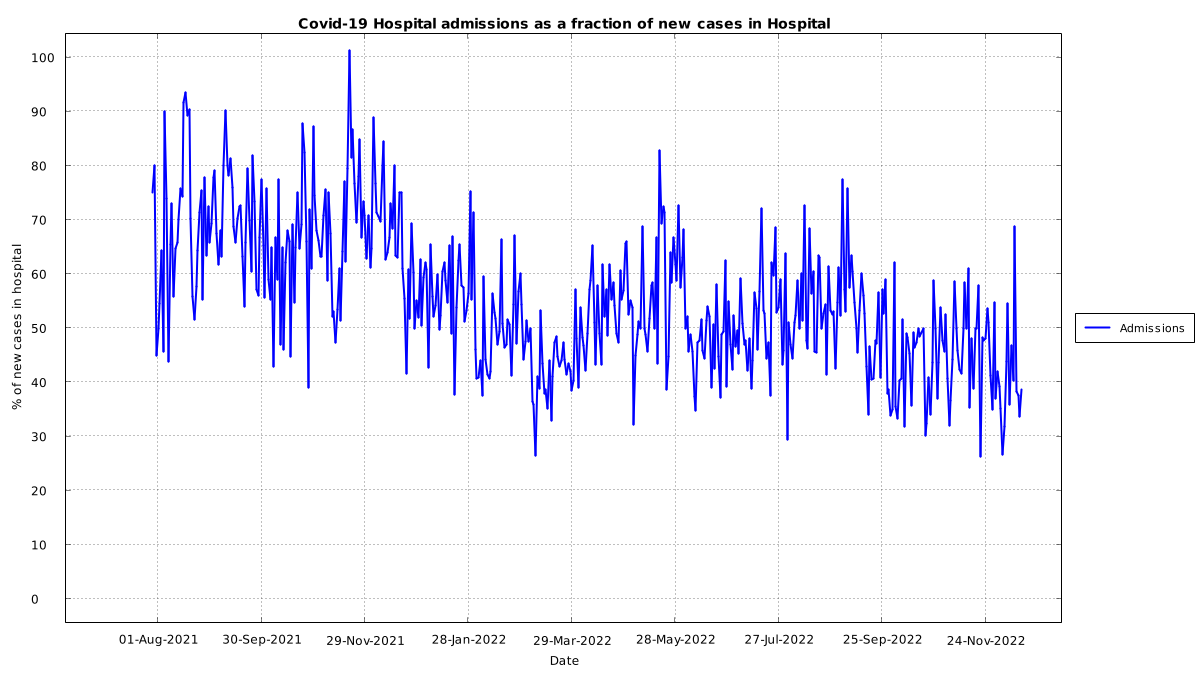 Covid-19 Hospital admissions as a fraction of new cases in Hospital
100
90
80
70
60
50
40
30
20
10
0
% of new cases in hospital
Admissions
01-Aug-2021 30-Sep-2021 29-Nov-2021 28-Jan-2022 29-Mar-2022 28-May-2022 27-Jul-2022 25-Sep-2022 24-Nov-2022
Date